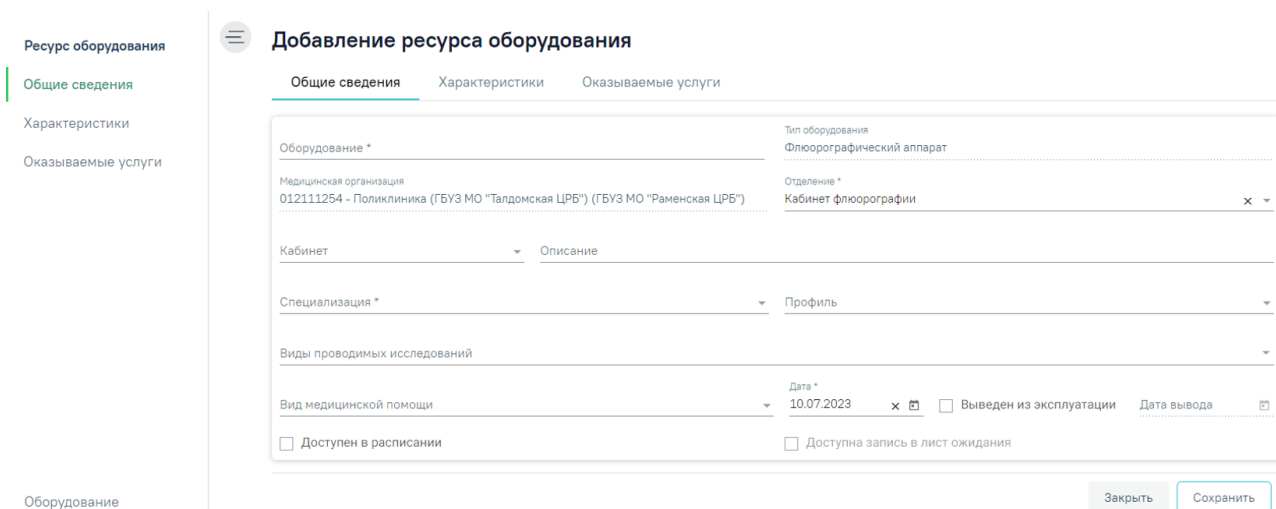 Ресурс оборудования
Общие сведения
Характеристики
Оказываемые услуги
Оборудование
Добавление ресурса оборудования
Общие сведения Характеристики Оказываемые услуги
Оборудование *
Тип оборудования
Флюорографический аппарат
Медицинская организация
012111254 - Поликлиника (ГБУЗ МО "Талдомская ЦРБ") (ГБУЗ МО "Раменская ЦРБ")
Отделение *
Кабинет флюорографии
Кабинет Описание
Специализация * Профиль
Виды проводимых исследований
Вид медицинской помощи
Дата *
10.07.2023 Выведен из эксплуатации Дата вывода
Доступен в расписании Доступна запись в лист ожидания
Закрыть Сохранить